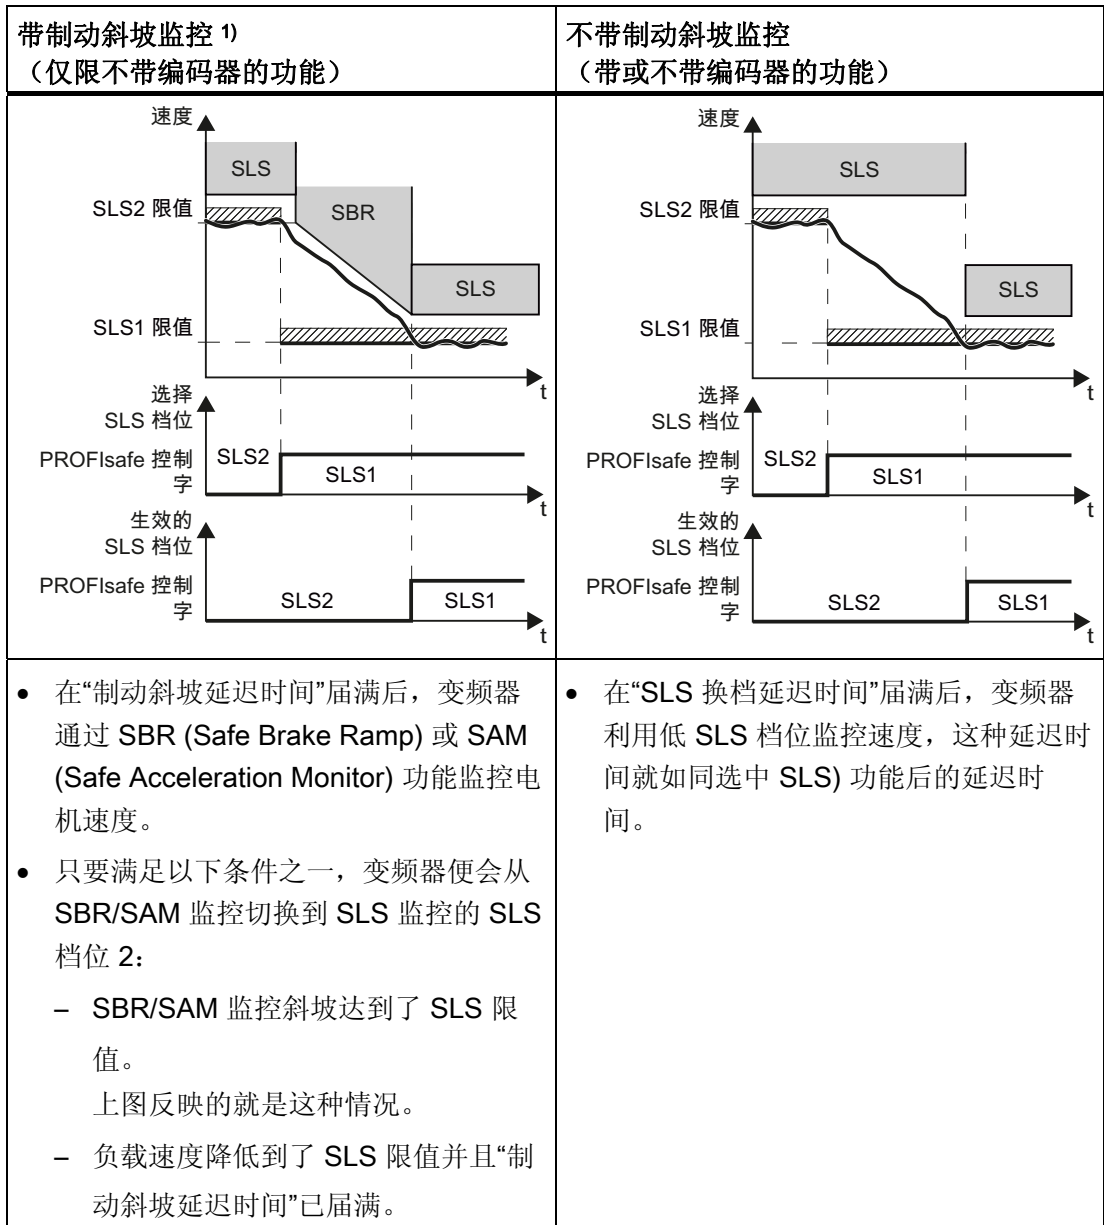 带制动斜坡监控 1)
（仅限不带编码器的功能）
不带制动斜坡监控
（带或不带编码器的功能）
速度
SLS
SLS2 限值
SBR
SLS
SLS1 限值
t
选择
SLS 档位
PROFIsafe 控制
字
SLS2
SLS1
t
生效的
SLS 档位
PROFIsafe 控制
字
SLS2
SLS1
t
速度
SLS
SLS2 限值
SLS
SLS1 限值
t
选择
SLS 档位
PROFIsafe 控制
字
SLS2
SLS1
t
生效的
SLS 档位
PROFIsafe 控制
字
SLS2
SLS1
t
• 在“制动斜坡延迟时间”届满后，变频器
通过 SBR (Safe Brake Ramp) 或 SAM
(Safe Acceleration Monitor) 功能监控电
机速度。
• 只要满足以下条件之一，变频器便会从
SBR/SAM 监控切换到 SLS 监控的 SLS
档位 2：
– SBR/SAM 监控斜坡达到了 SLS 限
值。
上图反映的就是这种情况。
– 负载速度降低到了 SLS 限值并且“制
动斜坡延迟时间”已届满。
• 在“SLS 换档延迟时间”届满后，变频器
利用低 SLS 档位监控速度，这种延迟时
间就如同选中 SLS) 功能后的延迟时
间。